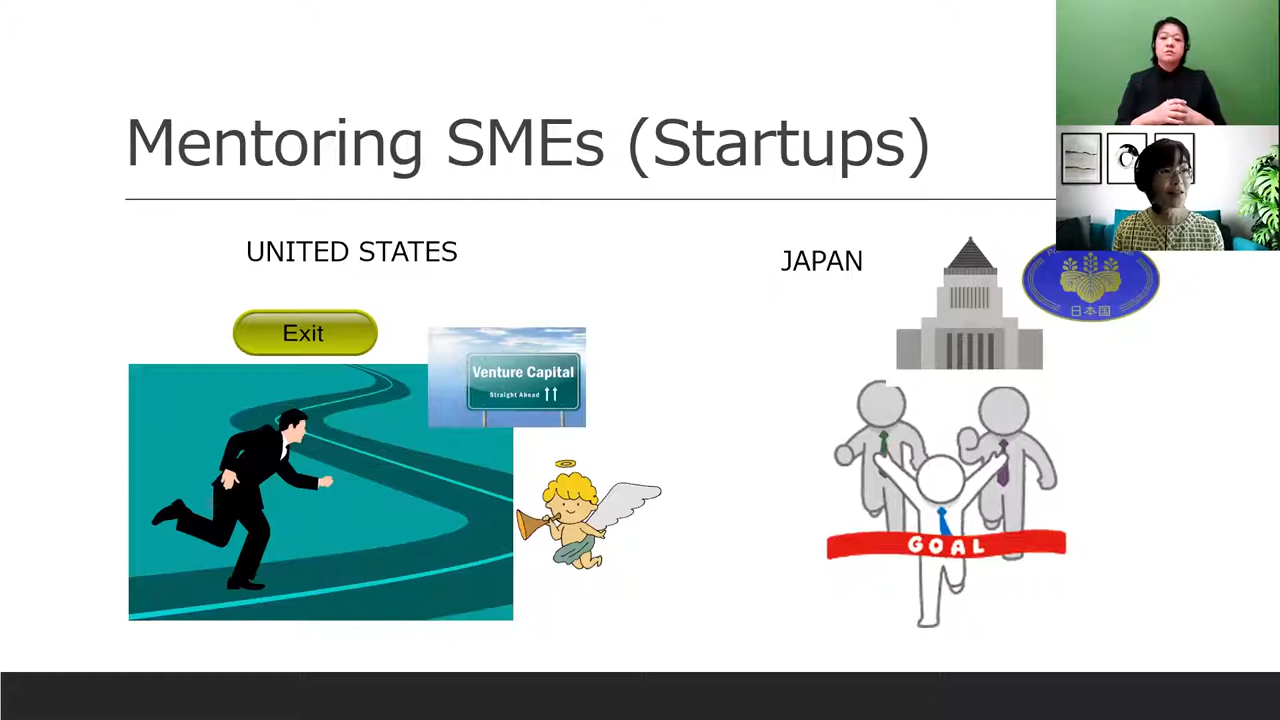 Mentoring SMEs (Startups)
UNITED STATES
JAPAN
Exit
Venture Capital
Straight Ahead
日本国
GOAL